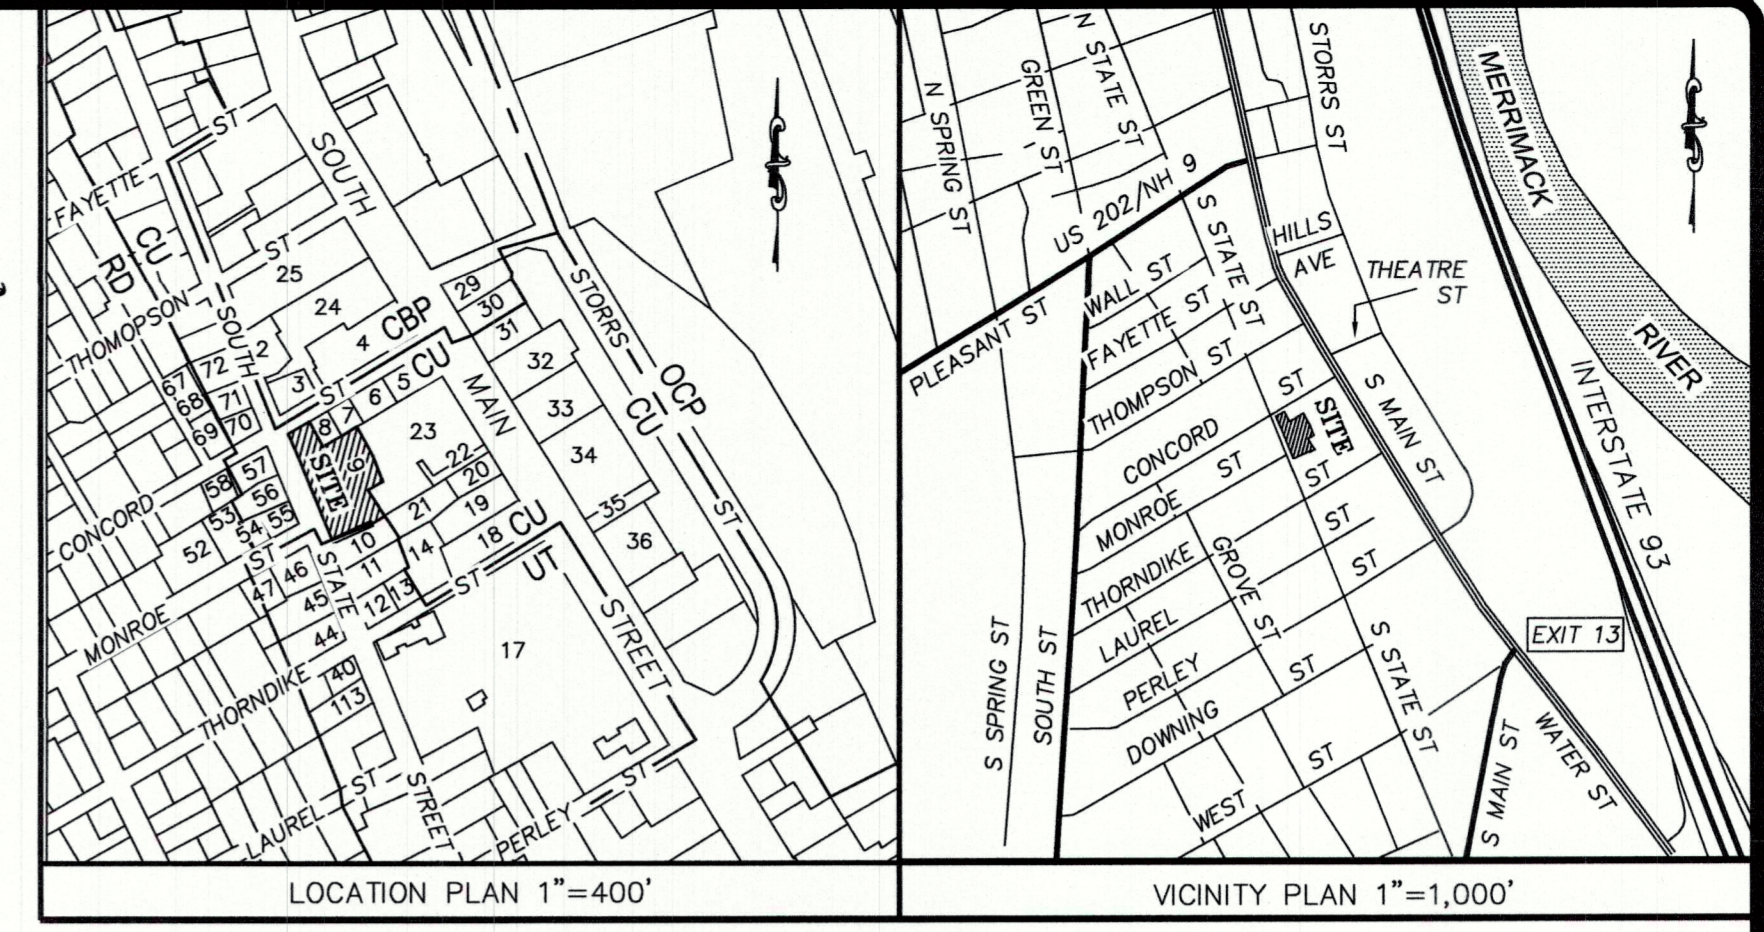 FAYETTE ST
SOUTH
CU
RD
ST
25
24
THOMOPSON
SOUTH
2
4
CBP
CU
29
30
31
32
33
34
35
36
STORRS
OCP
CU
ST
72
67
68
69
71
70
3
ST
5
6
7
8
9
SITE
23
22
MAIN
20
21
19
18
CU
UT
ST
57
58
56
55
54
53
52
CONCORD
ST
10
11
14
12
13
46
47
45
44
STATE
MONROE
40
113
THORNDIKE
17
STREET
LAUREL ST
STREET
PERLEY ST
LOCATION PLAN 1"=400'
N SPRING ST
GREEN ST
N STATE ST
STORRS ST
MERRIMACK
RIVER
US 202/NH 9
PLEASANT ST
S STATE ST
HILLS
AVE
THEATRE
ST
WALL ST
FAYETTE ST
THOMPSON ST
CONCORD ST
SITE
S MAIN ST
MONROE ST
INTERSTATE 93
THORNDIKE ST
GROVE ST
LAUREL ST
PERLEY ST
DOWNING ST
S STATE ST
EXIT 13
S SPRING ST
SOUTH ST
WEST ST
S MAIN ST
WATER ST
VICINITY PLAN 1"=1,000'